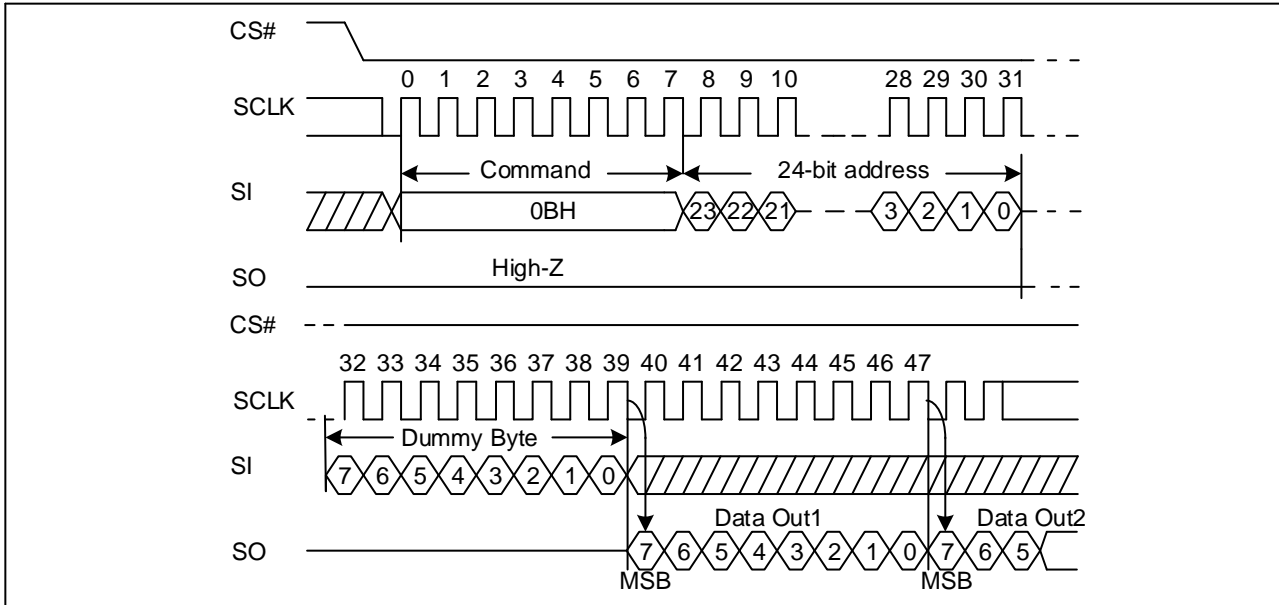 CS#
0 1 2 3 4 5 6 7 8 9 10 28 29 30 31
SCLK
Command 24-bit address
SI
0BH 23 22 21 3 2 1 0
High-Z
SO
CS#
32 33 34 35 36 37 38 39 40 41 42 43 44 45 46 47
SCLK
Dummy Byte
SI
7 6 5 4 3 2 1 0
Data Out1 Data Out2
SO
7 6 5 4 3 2 1 0 7 6 5
MSB MSB